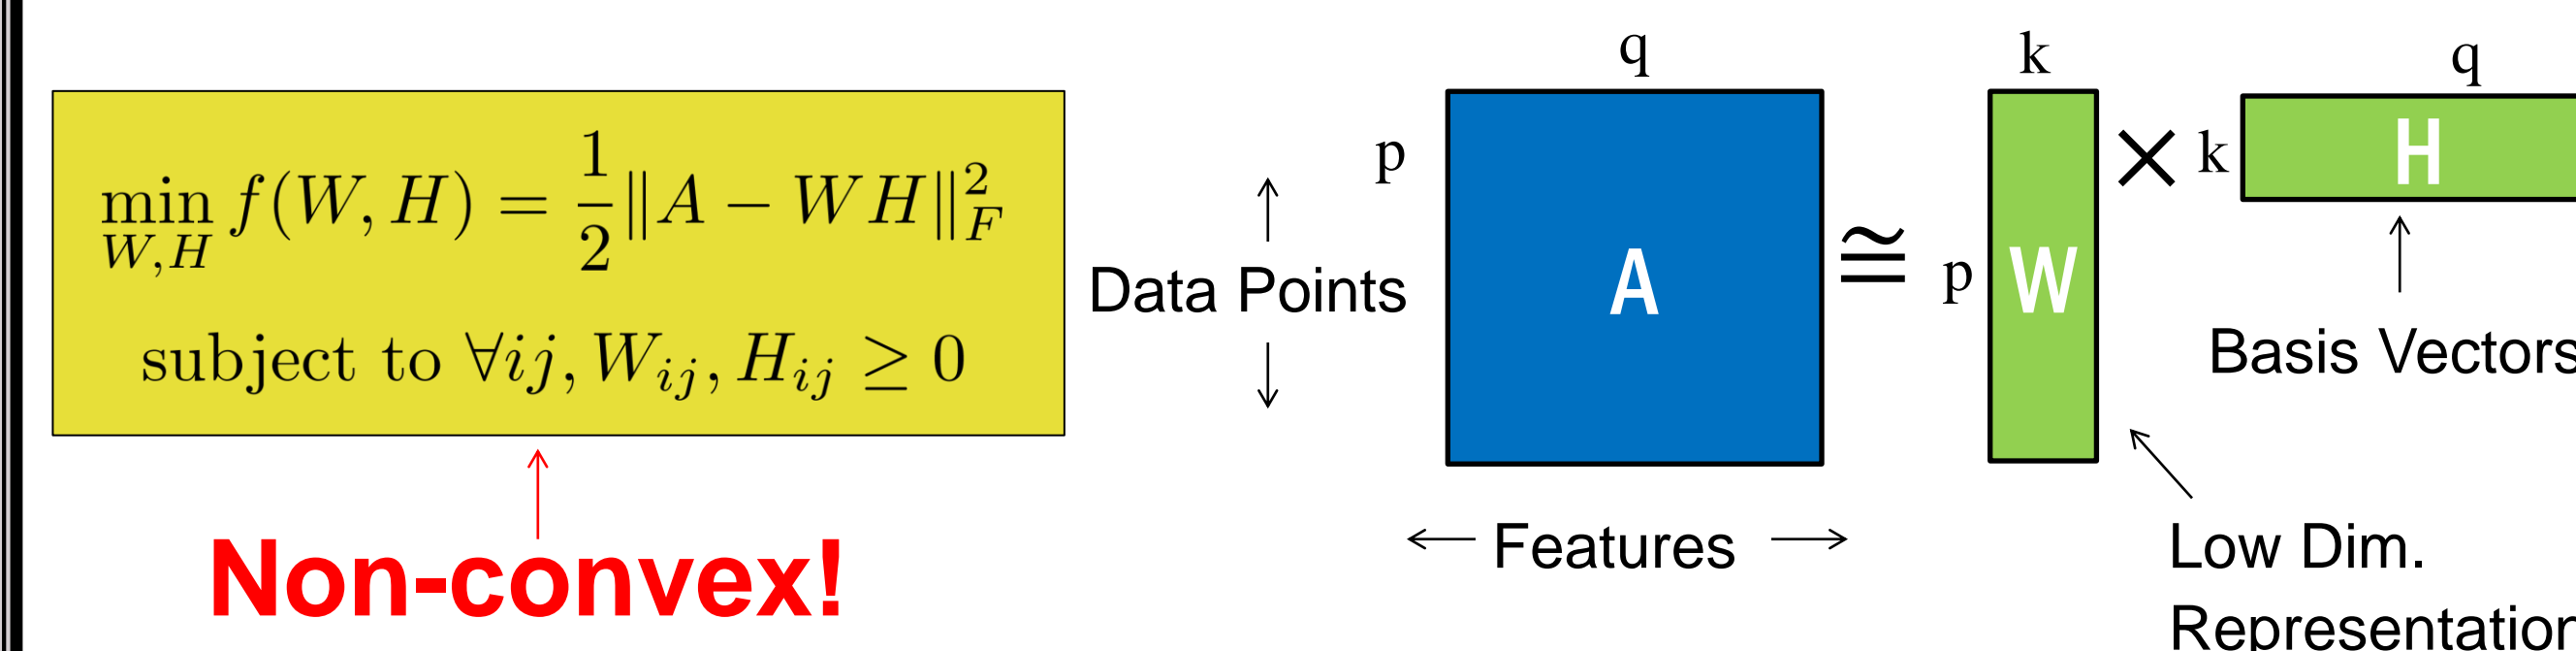 min f(W, H) = 1/2 ‖A − WH‖²_F
W,H
subject to ∀ij, W_ij, H_ij ≥ 0
Non-convex!
Data Points
p
q
A
Features
≅
k
p
W
×
k
q
H
Basis Vectors
Low Dim.
Representation